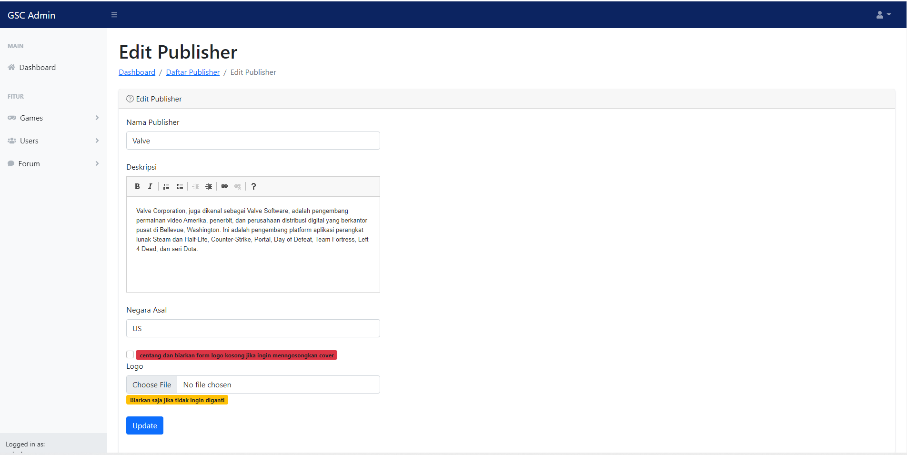 GSC Admin
Edit Publisher
MAIN
Dashboard / Daftar Publisher / Edit Publisher
Dashboard
FITUR
Edit Publisher
Games
Nama Publisher
Users
Valve
Forum
Deskripsi
B I ?
Valve Corporation, juga dikenal sebagai Valve Software, adalah pengembang
permainan video Amerika, penerbit, dan perusahaan distribusi digital yang berkantor
pusat di Bellevue, Washington. Ini adalah pengembang platform aplikasi perangkat
lunak Steam dan Half-Life, Counter-Strike, Portal, Day of Defeat, Team Fortress, Left
4 Dead, dan seri Dota.
Negara Asal
US
centang dan biarkan form logo kosong jika ingin menngosongkan cover
Logo
Choose File No file chosen
Biarkan saja jika tidak ingin diganti
Update
Logged in as: